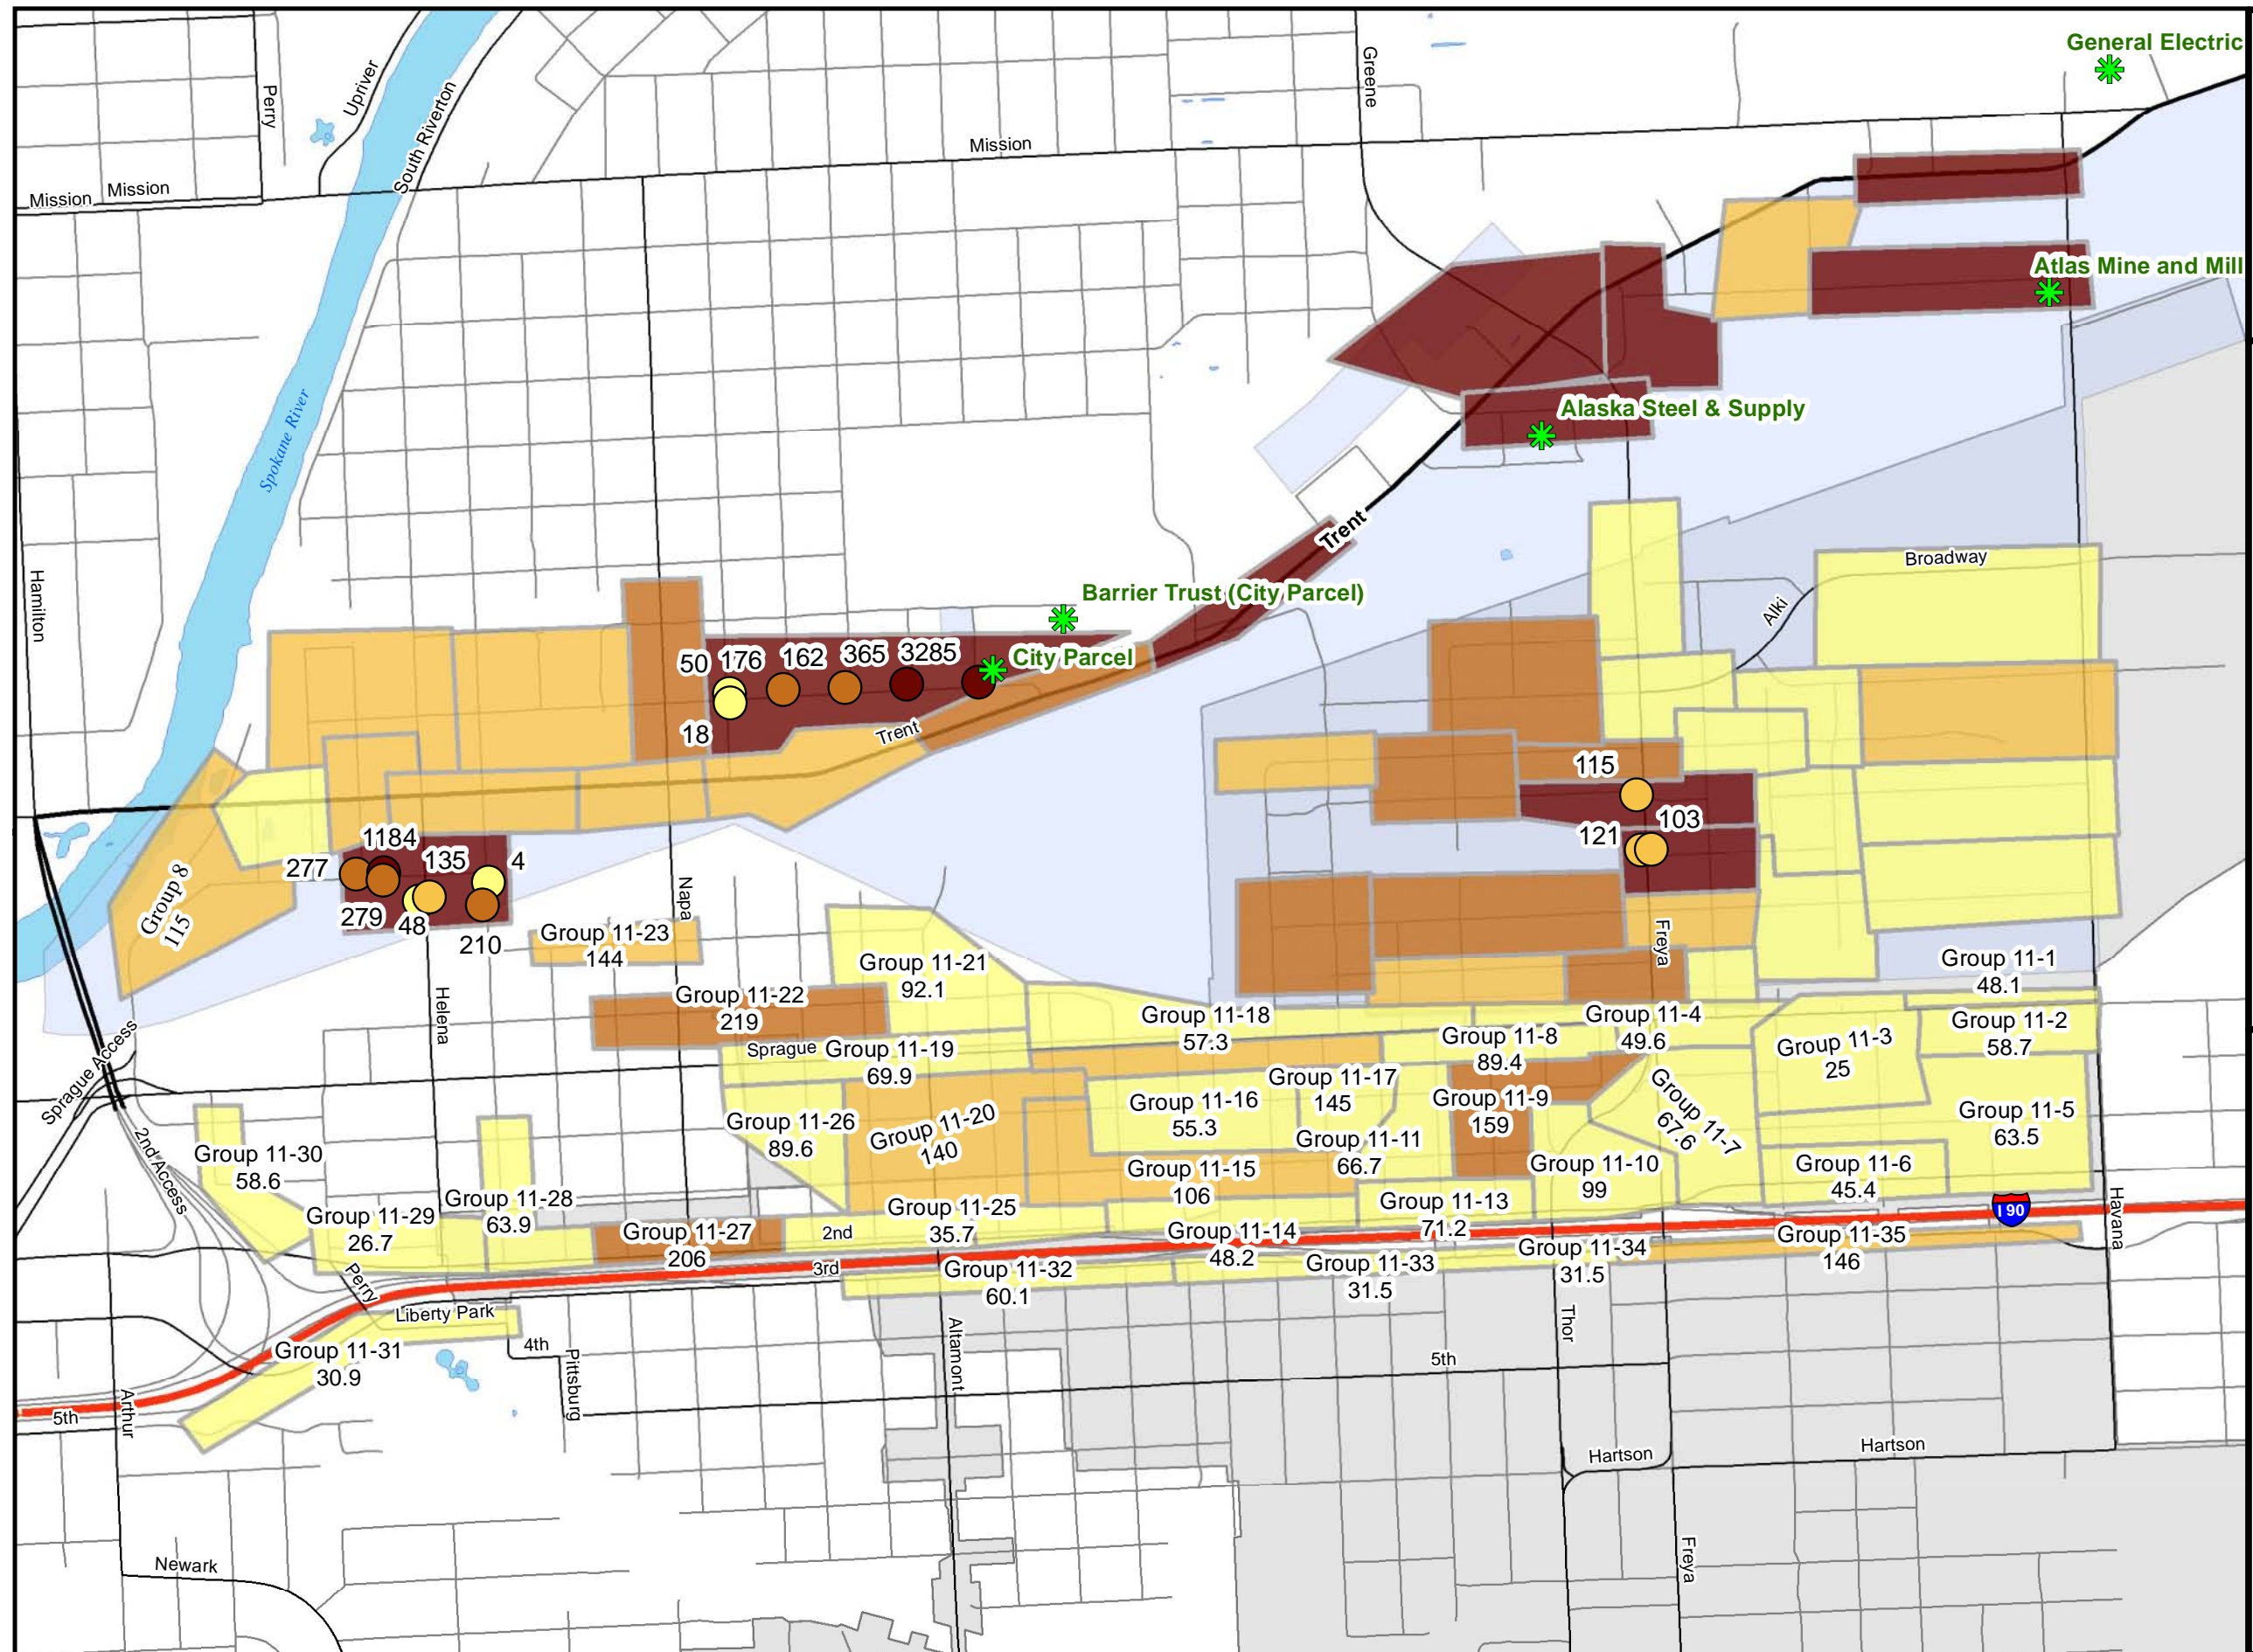 General Electric
Perry
Upriver
South Riverton
Greene
Mission
Mission
Mission
Atlas Mine and Mill
Spokane River
Alaska Steel & Supply
Trent
Hamilton
Broadway
Barrier Trust (City Parcel)
Alki
50
176
162
365
3285
City Parcel
18
Trent
115
121
103
1184
135
4
277
279
48
210
Group 8
115
Napa
Group 11-23
144
Freya
Group 11-21
92.1
Group 11-1
48.1
Helena
Group 11-22
219
Group 11-18
57.3
Group 11-4
49.6
Group 11-2
58.7
Sprague Access
Sprague
Group 11-19
69.9
Group 11-8
89.4
Group 11-3
25
Group 11-17
145
Group 11-16
55.3
Group 11-9
159
Group 11-7
67.6
Group 11-5
63.5
Group 11-26
89.6
Group 11-20
140
Group 11-11
66.7
2nd Access
Group 11-30
58.6
Group 11-15
106
Group 11-10
99
Group 11-6
45.4
Group 11-28
63.9
Group 11-29
26.7
Group 11-25
35.7
Group 11-13
71.2
Group 11-27
206
2nd
Group 11-14
48.2
I 90
Havana
Group 11-35
146
Group 11-34
31.5
3rd
Group 11-32
60.1
Group 11-33
31.5
Perry
Liberty Park
4th
Pittsburg
Altamont
Thor
Group 11-31
30.9
5th
5th
Arthur
Hartson
Hartson
Newark
Freya